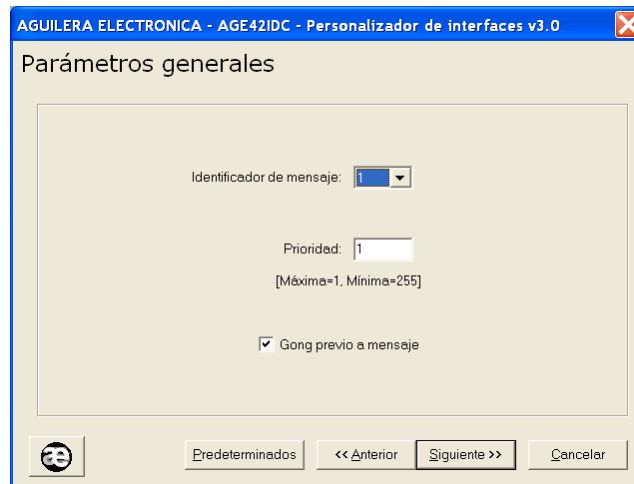 AGUILERA ELECTRONICA - AGE42IDC - Personalizador de interfaces v3.0
Parámetros generales
Identificador de mensaje: 1
Prioridad: 1
[Máxima=1, Mínima=255]
Gong previo a mensaje
æ Predeterminados << Anterior Siguiente >> Cancelar